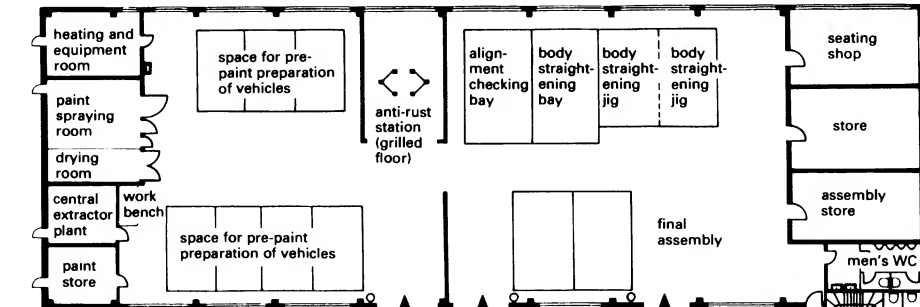 heating and
equipment
room
paint
spraying
room
drying
room
central
extractor
plant
work
bench
paint
store
space for pre-
paint preparation
of vehicles
space for pre-paint
preparation of vehicles
anti-rust
station
(grilled
floor)
align-
ment
checking
bay
body
straight-
ening
bay
body
straight-
ening
jig
body
straight-
ening
jig
final
assembly
seating
shop
store
assembly
store
men's WC